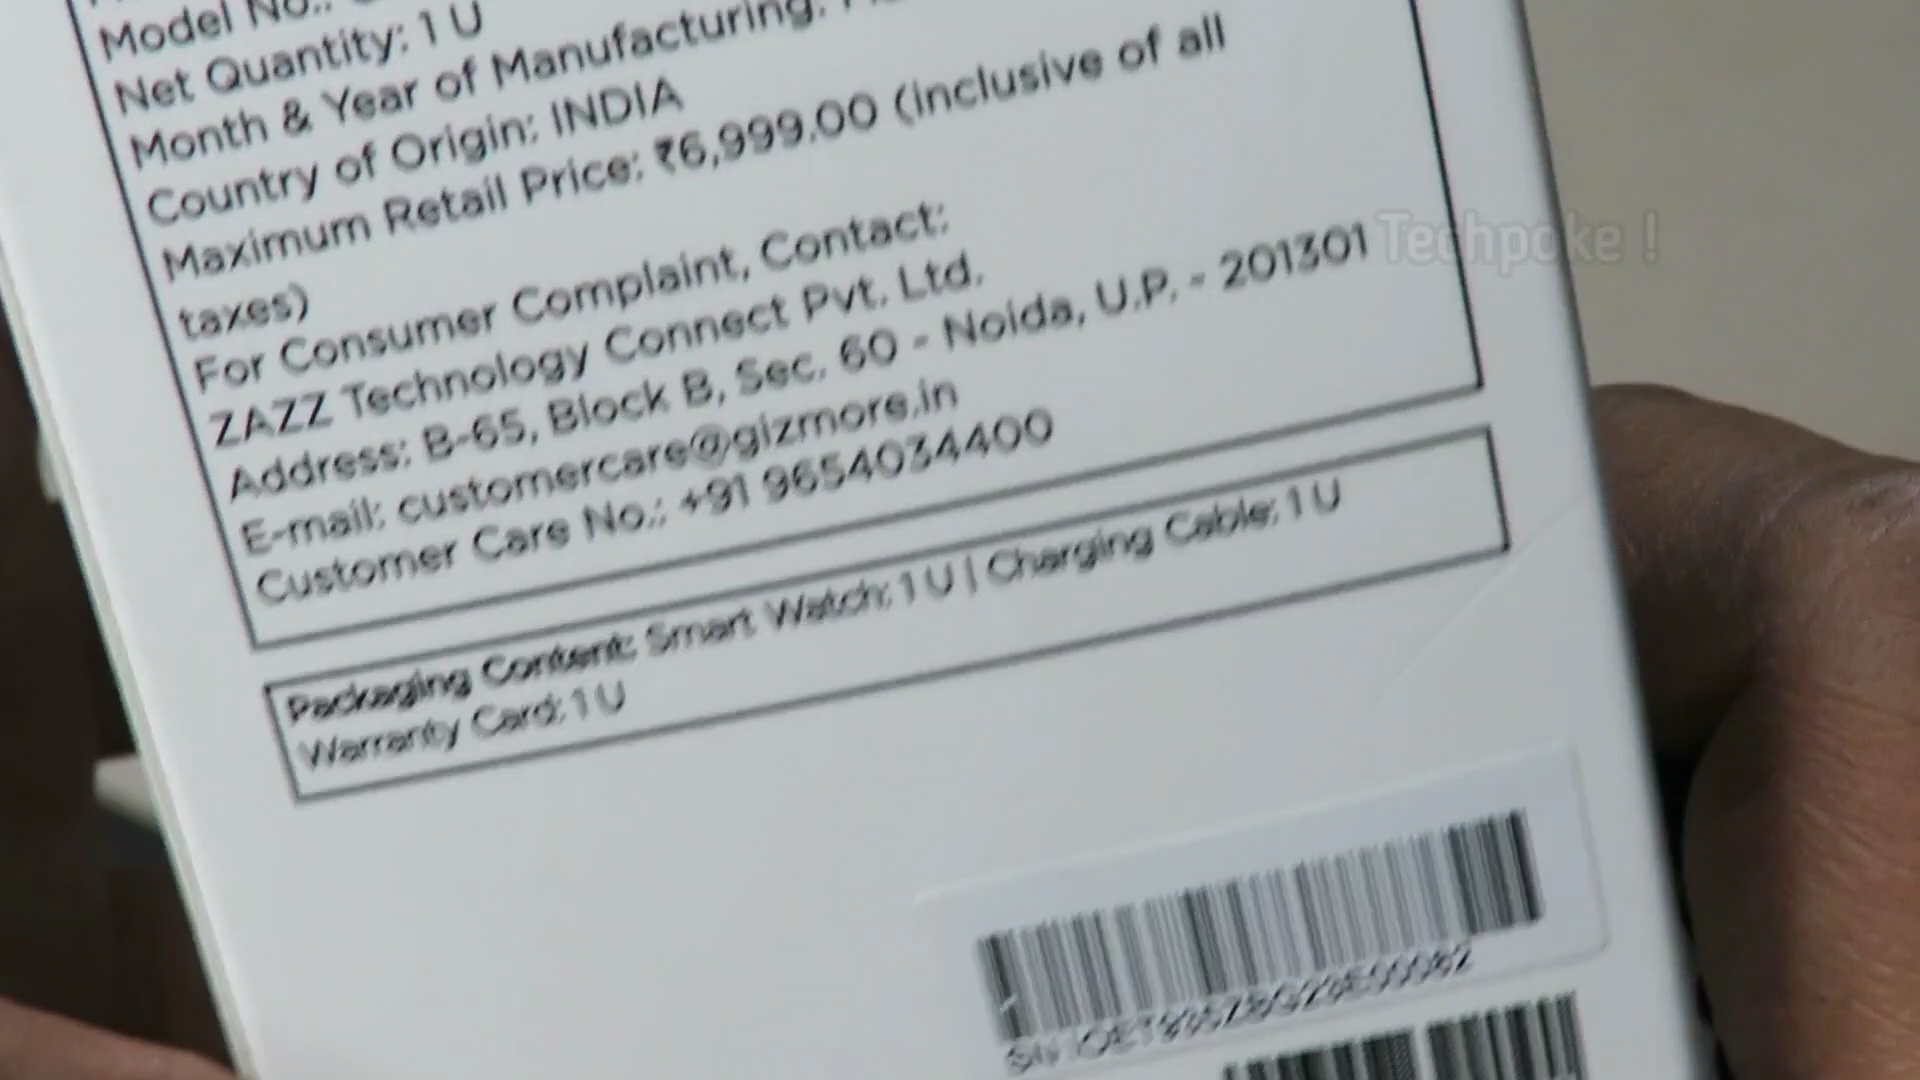 Model No.:
Net Quantity: 1 U
Month & Year of Manufacturing:
Country of Origin: INDIA
Maximum Retail Price: ₹6,999.00 (inclusive of all
taxes)
For Consumer Complaint, Contact:
ZAZZ Technology Connect Pvt. Ltd.
Address: B-65, Block B, Sec. 60 - Noida, U.P. - 201301
E-mail: customercare@gizmore.in
Customer Care No.: +91 9654034400
Packaging Content: Smart Watch: 1 U | Charging Cable: 1 U
Warranty Card: 1 U
Techpoke !